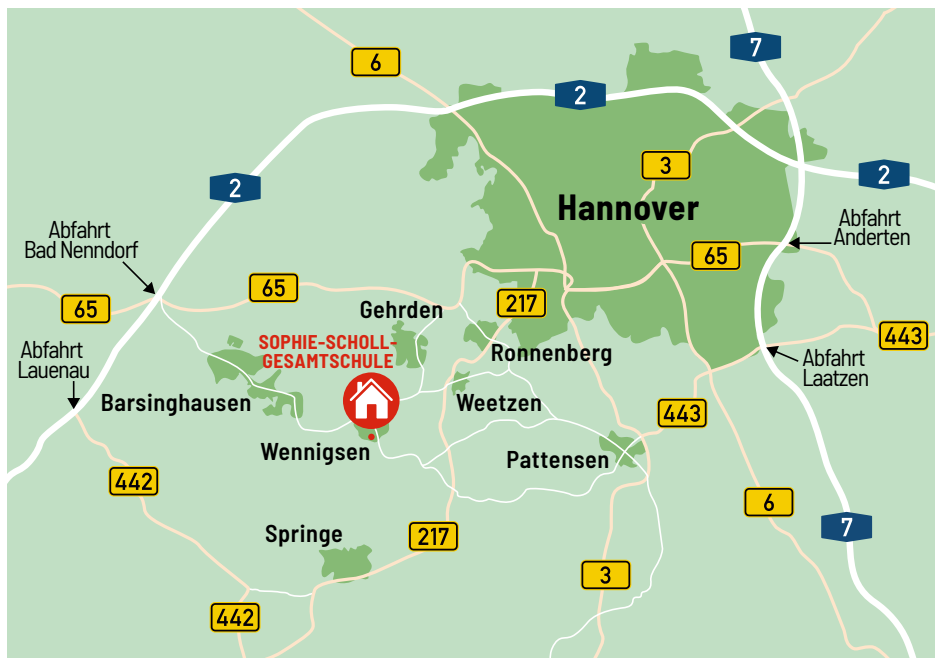 7
6
2
3
2
2
Hannover
Abfahrt
Bad Nenndorf
Abfahrt
Anderten
65
65
65
217
Gehrden
443
Abfahrt
Lauenau
SOPHIE-SCHOLL-
GESAMTSCHULE
Ronnenberg
Abfahrt
Laatzen
Barsinghausen
Weetzen
443
Wennigsen
Pattensen
442
6
7
Springe
217
3
442